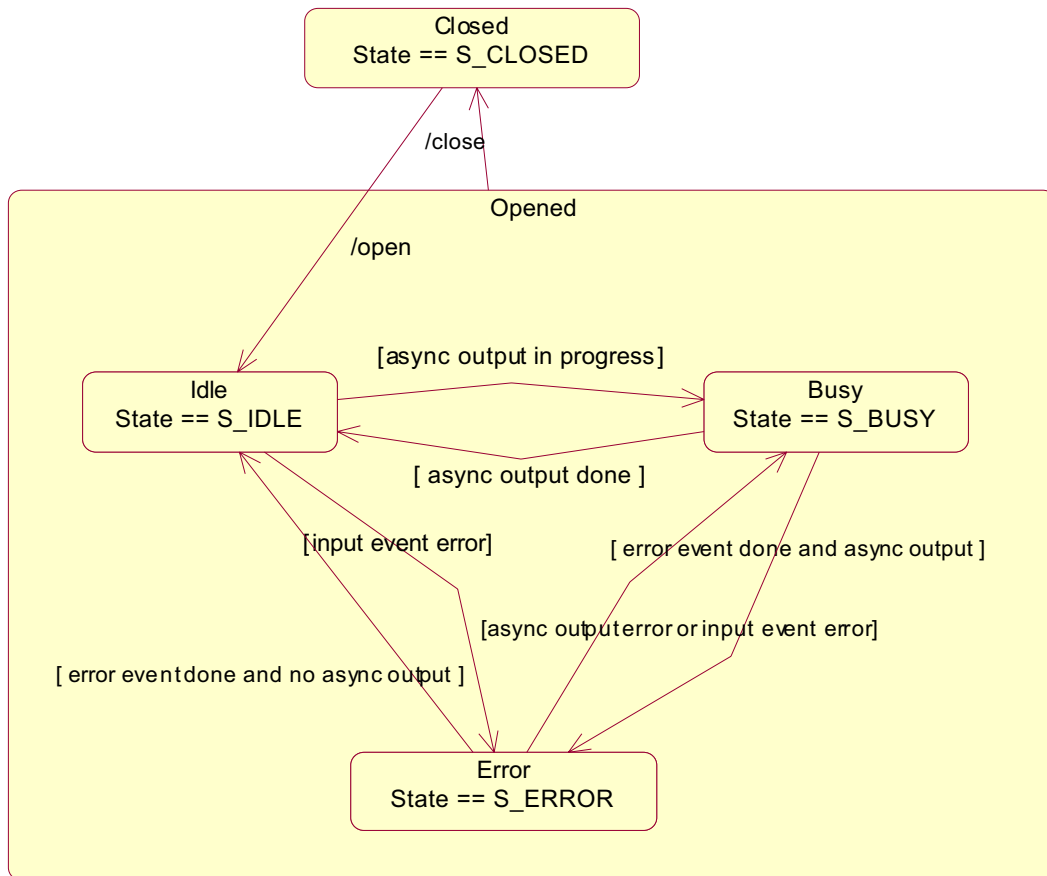 Closed
State == S_CLOSED
/close
Opened
/open
[async output in progress]
Idle
State == S_IDLE
Busy
State == S_BUSY
[ async output done ]
[input event error]
[ error event done and async output ]
[async output error or input event error]
[ error event done and no async output ]
Error
State == S_ERROR